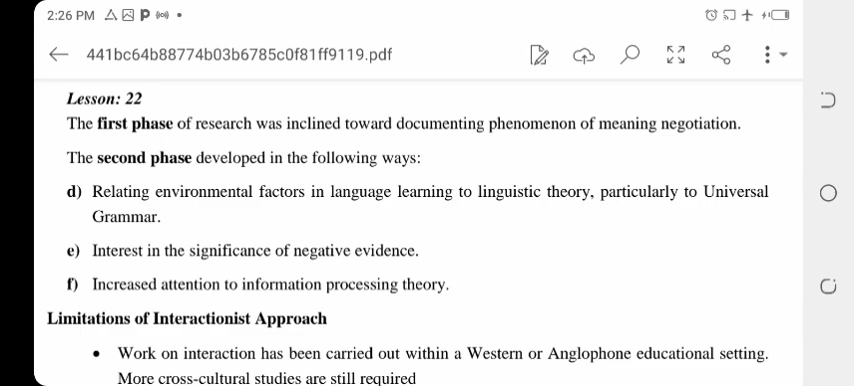 2:26 PM
441bc64b88774b03b6785c0f81ff9119.pdf
Lesson: 22
The first phase of research was inclined toward documenting phenomenon of meaning negotiation.
The second phase developed in the following ways:
d) Relating environmental factors in language learning to linguistic theory, particularly to Universal
Grammar.
e) Interest in the significance of negative evidence.
f) Increased attention to information processing theory.
Limitations of Interactionist Approach
• Work on interaction has been carried out within a Western or Anglophone educational setting.
More cross-cultural studies are still required